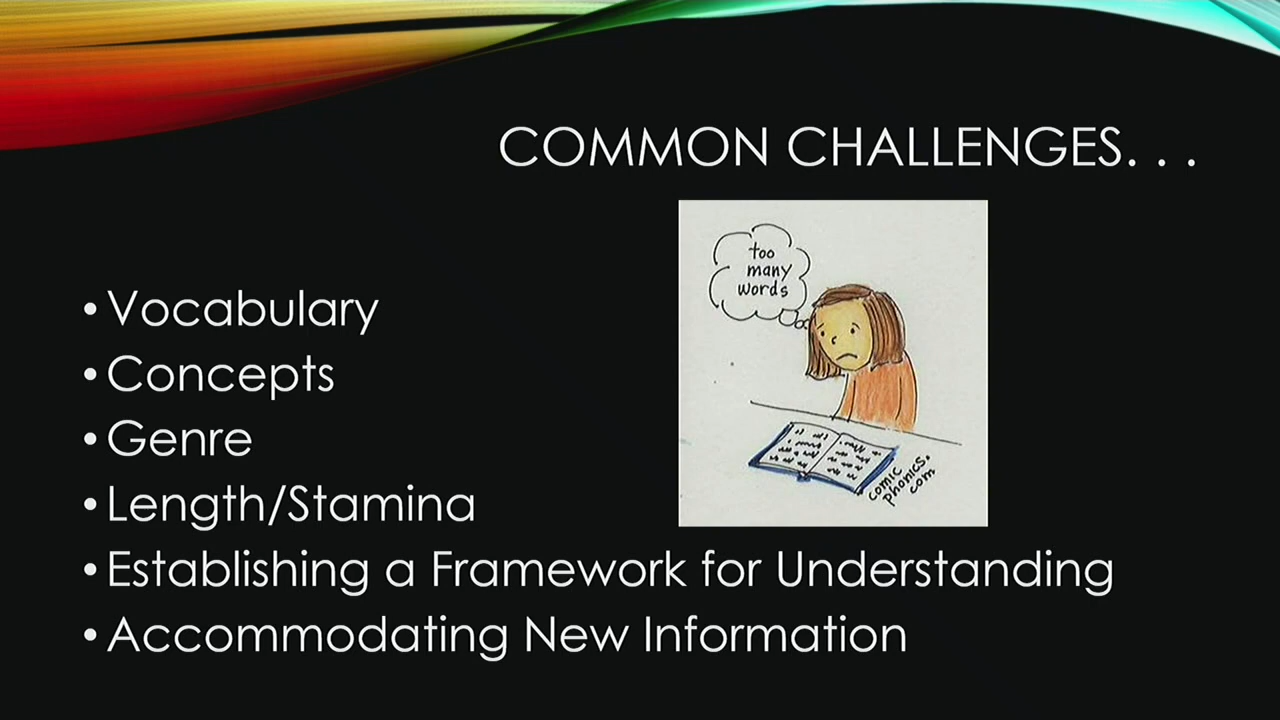 COMMON CHALLENGES. . .
too
many
words
• Vocabulary
• Concepts
• Genre
• Length/Stamina
• Establishing a Framework for Understanding
• Accommodating New Information
comic
phonics.
com